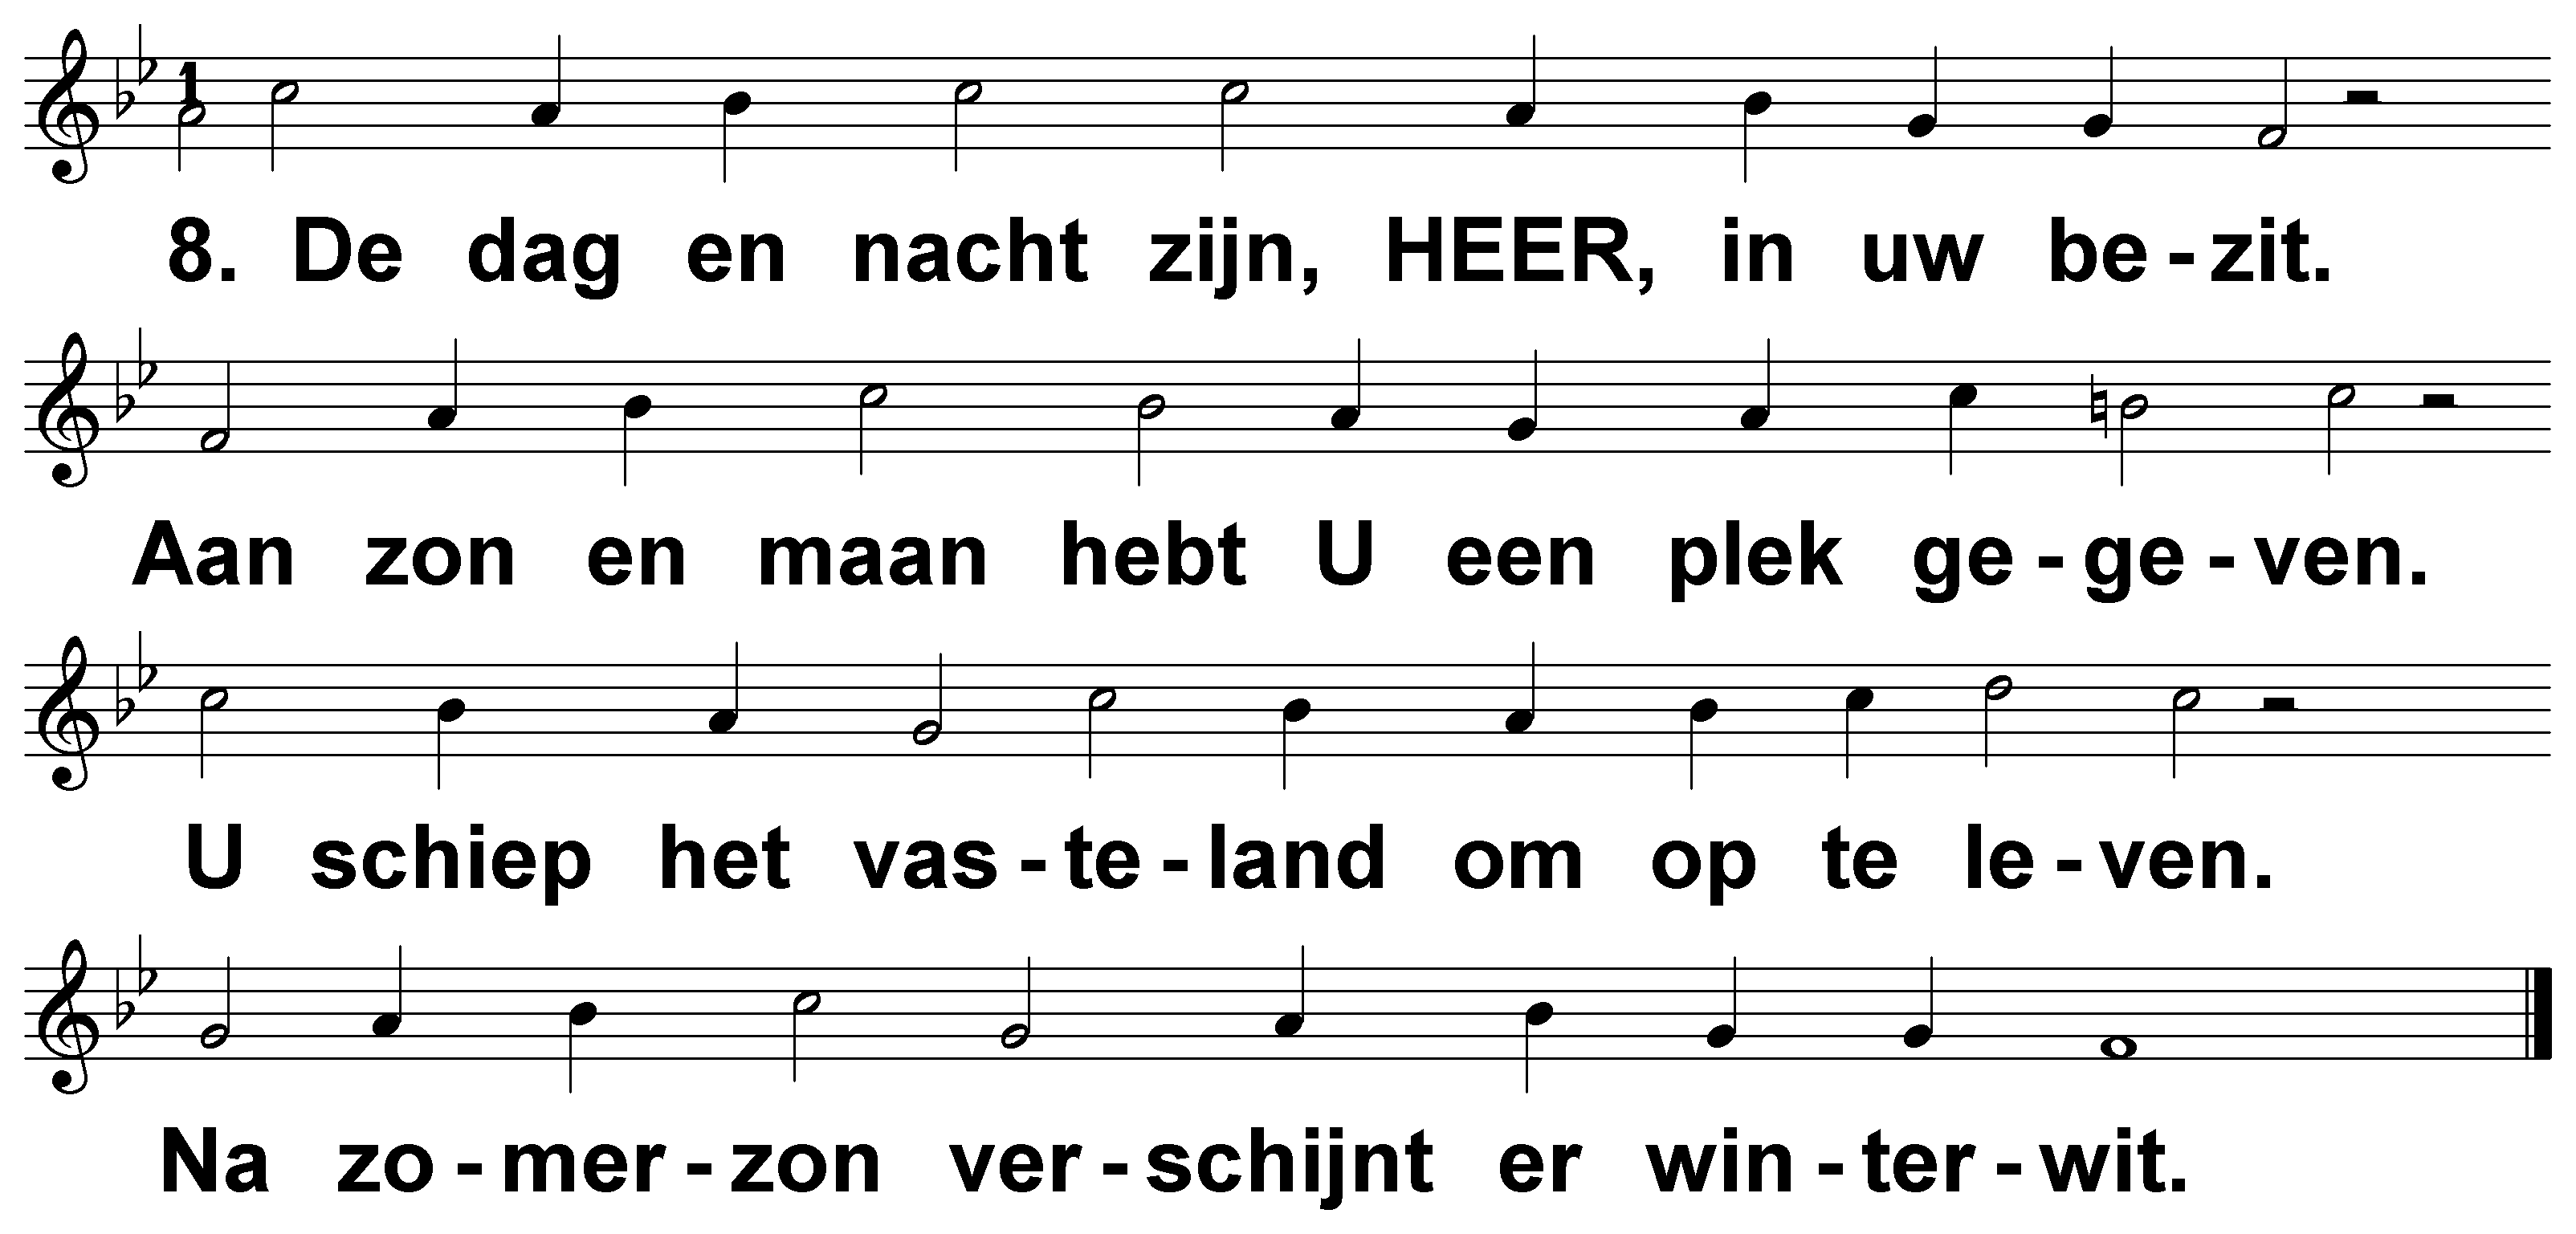 1
8. De dag en nacht zijn, HEER, in uw be - zit.
Aan zon en maan hebt U een plek ge - ge - ven.
U schiep het vas - te - land om op te le - ven.
Na zo - mer - zon ver - schijnt er win - ter - wit.